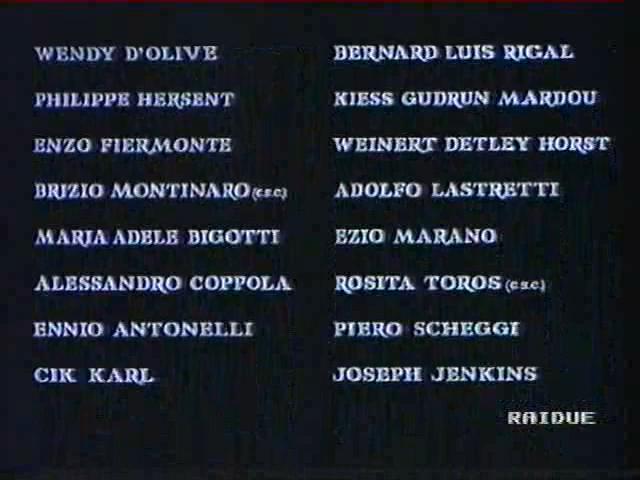 WENDY D'OLIVE
PHILIPPE HERSENT
ENZO FIERMONTE
BRIZIO MONTINARO (c.s.c.)
MARIA ADELE BIGOTTI
ALESSANDRO COPPOLA
ENNIO ANTONELLI
CIK KARL
BERNARD LUIS RIGAL
KIESS GUDRUN MARDOU
WEINERT DETLEY HORST
ADOLFO LASTRETTI
EZIO MARANO
ROSITA TOROS (c.s.c.)
PIERO SCHEGGI
JOSEPH JENKINS
RAIDUE